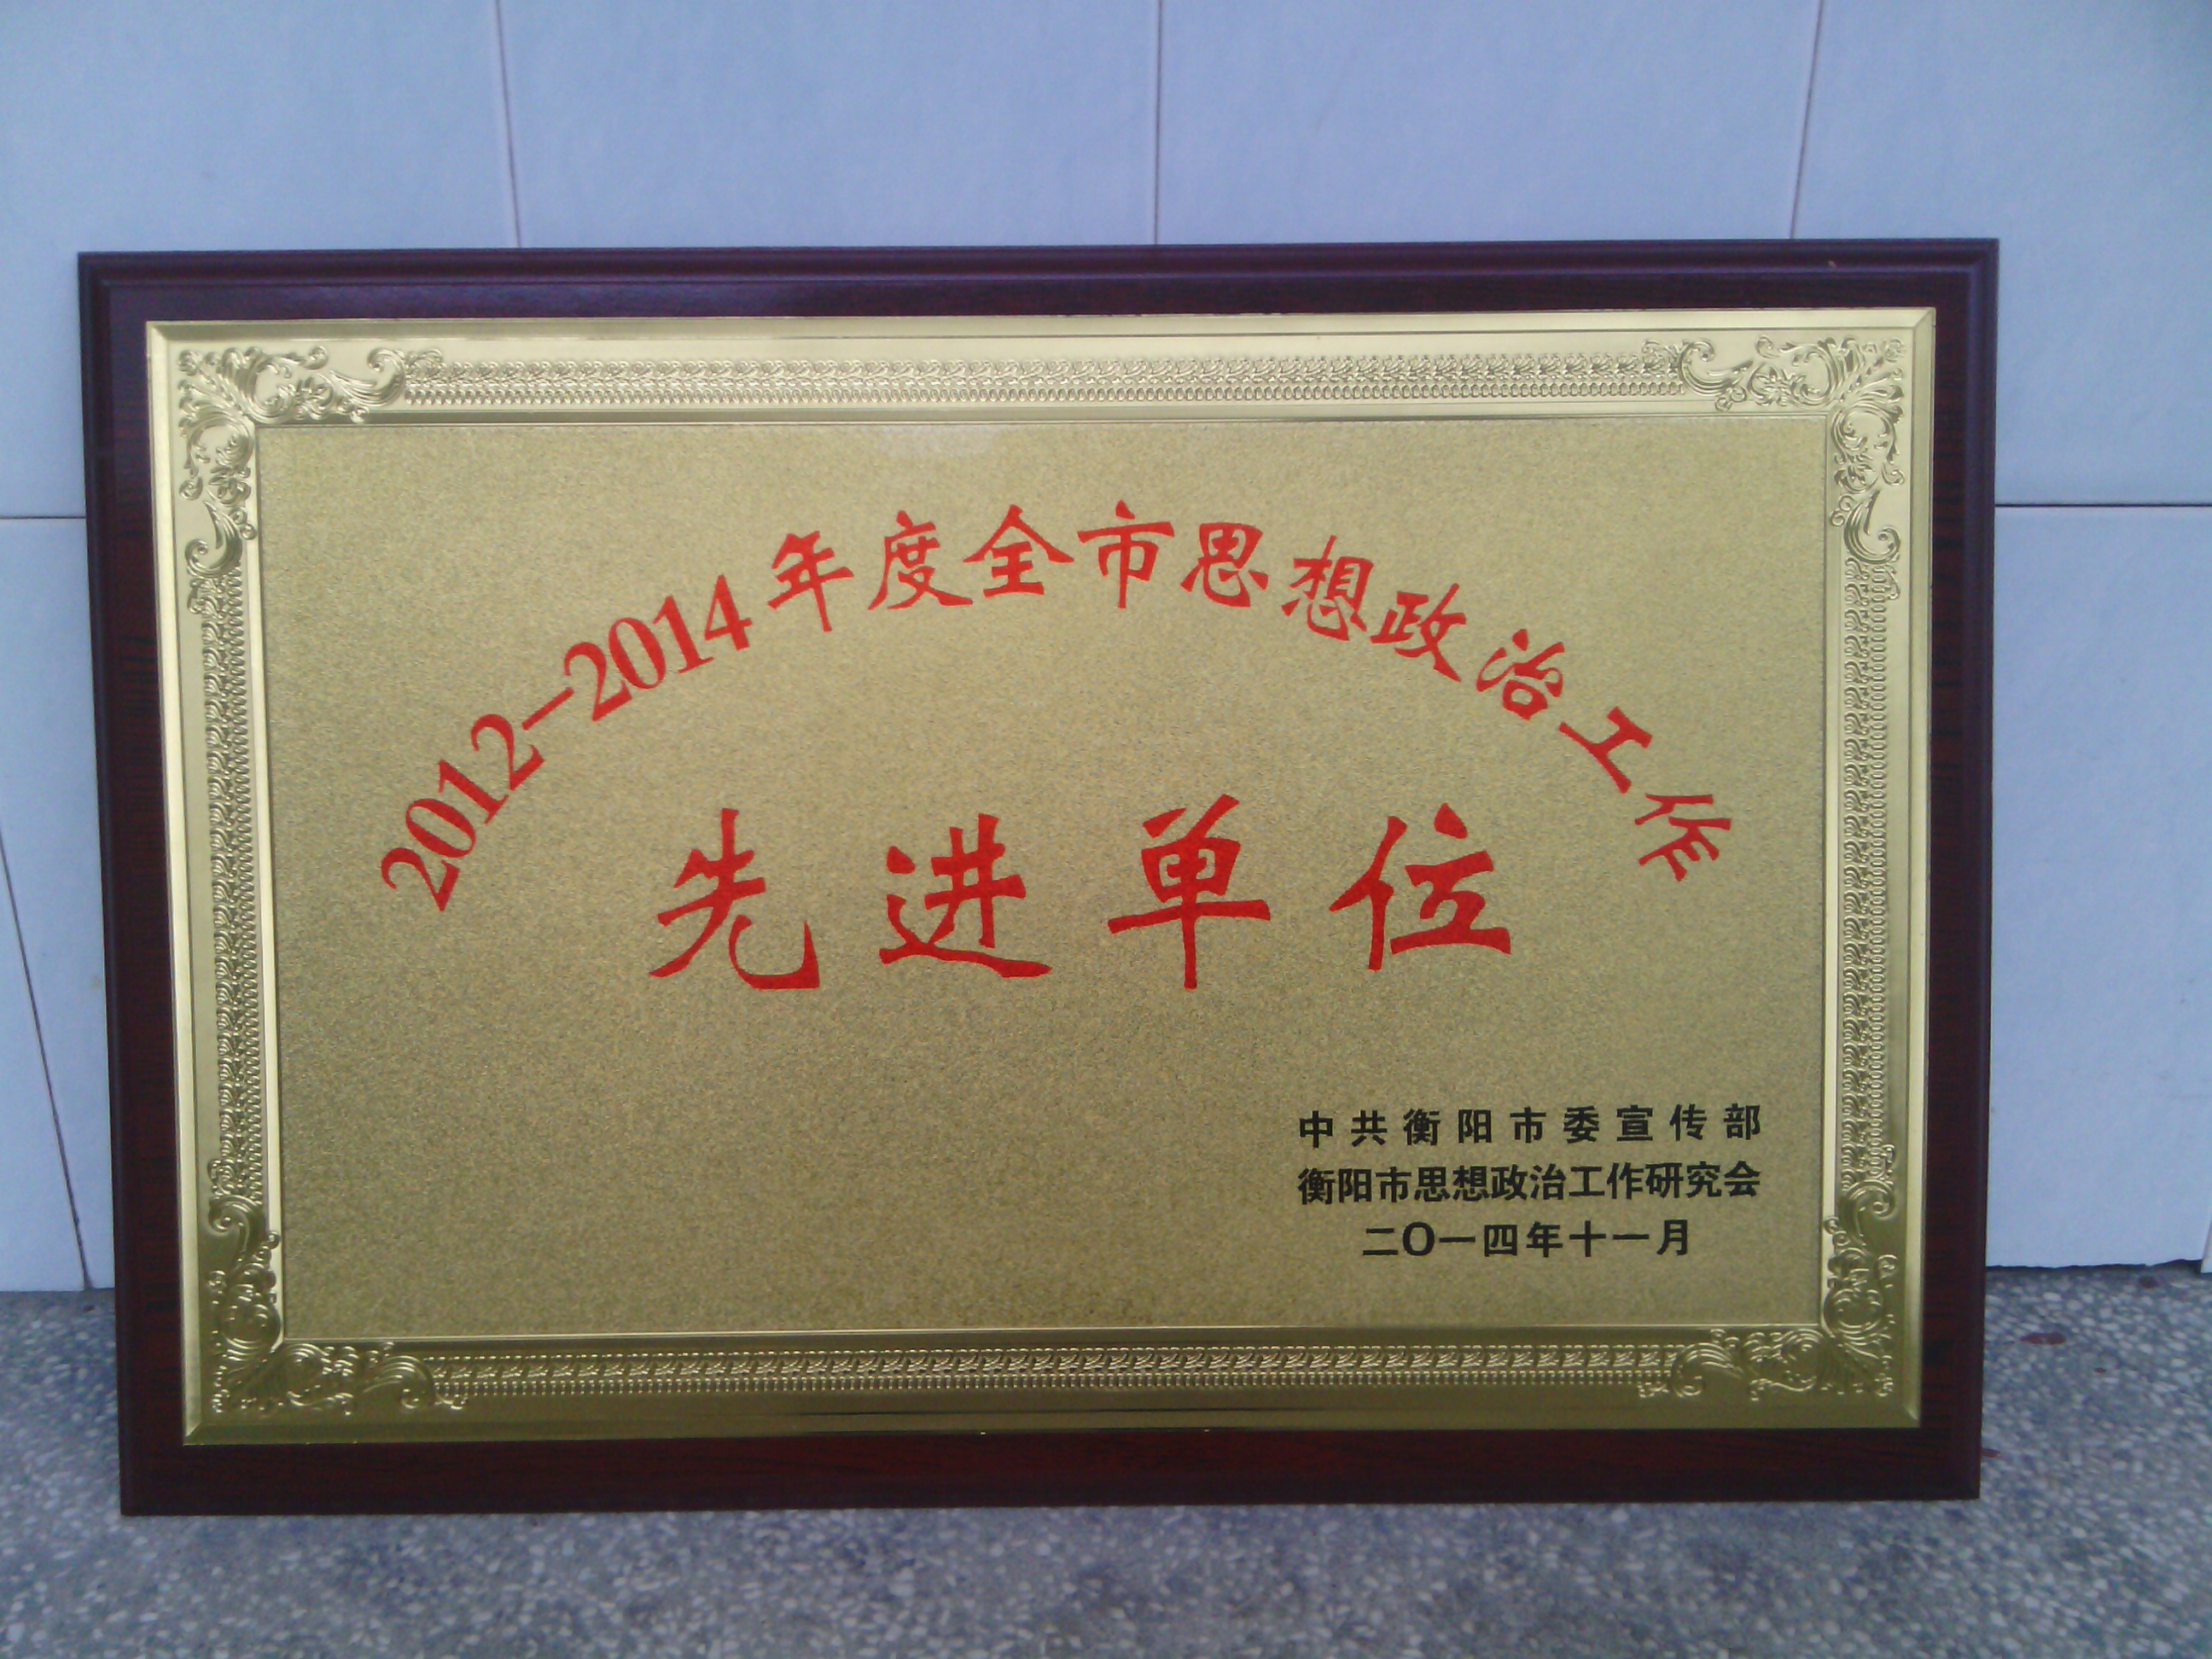 2012-2014年度全市思想政治工作
先进单位
中共衡阳市委宣传部
衡阳市思想政治工作研究会
二〇一四年十一月